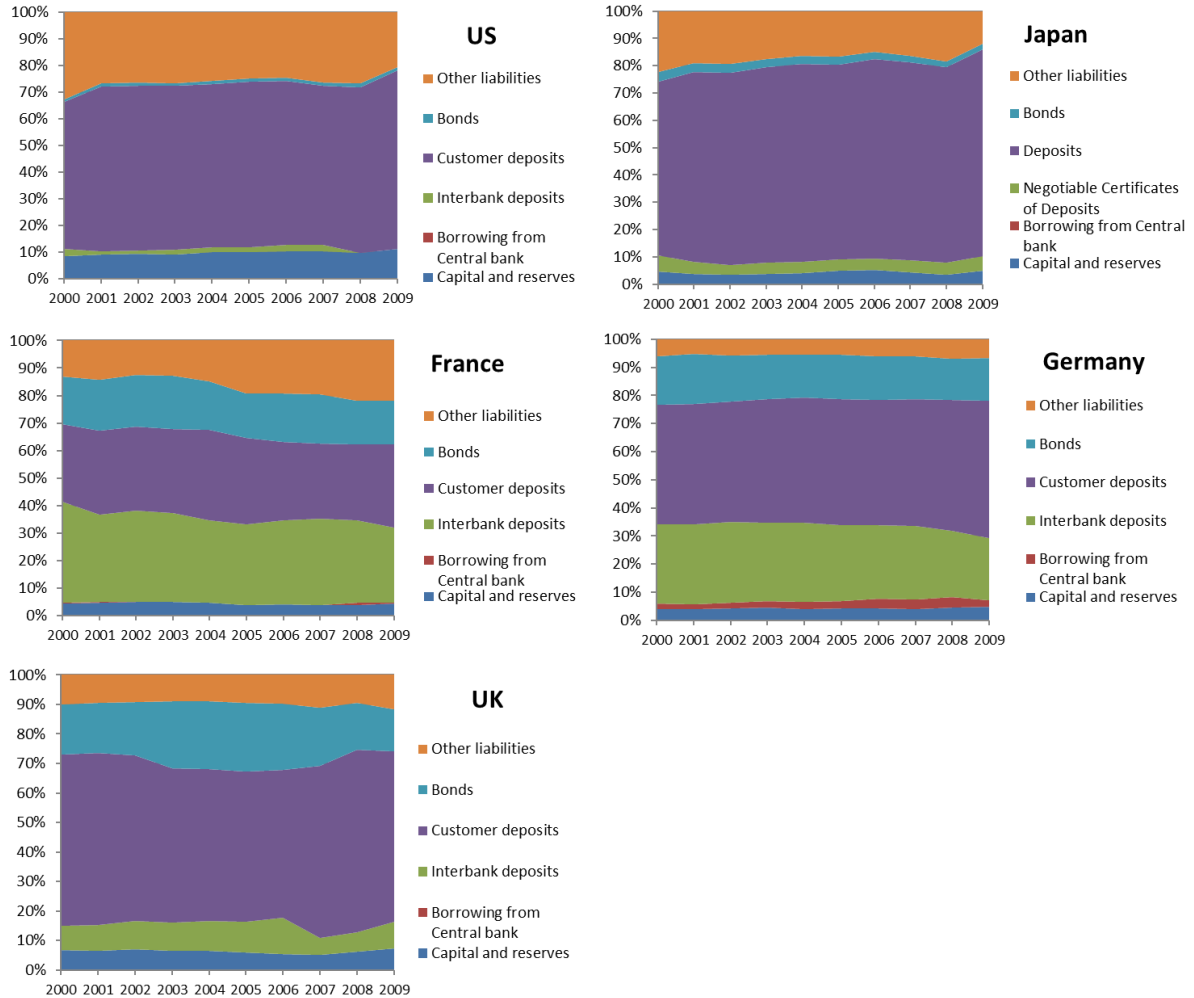 100%
90%
80%
70%
60%
50%
40%
30%
20%
10%
0%
2000 2001 2002 2003 2004 2005 2006 2007 2008 2009
US
Other liabilities
Bonds
Customer deposits
Interbank deposits
Borrowing from
Central bank
Capital and reserves
100%
90%
80%
70%
60%
50%
40%
30%
20%
10%
0%
2000 2001 2002 2003 2004 2005 2006 2007 2008 2009
Japan
Other liabilities
Bonds
Deposits
Negotiable Certificates
of Deposits
Borrowing from Central
bank
Capital and reserves
100%
90%
80%
70%
60%
50%
40%
30%
20%
10%
0%
2000 2001 2002 2003 2004 2005 2006 2007 2008 2009
France
Other liabilities
Bonds
Customer deposits
Interbank deposits
Borrowing from
Central bank
Capital and reserves
100%
90%
80%
70%
60%
50%
40%
30%
20%
10%
0%
2000 2001 2002 2003 2004 2005 2006 2007 2008 2009
Germany
Other liabilities
Bonds
Customer deposits
Interbank deposits
Borrowing from
Central bank
Capital and reserves
100%
90%
80%
70%
60%
50%
40%
30%
20%
10%
0%
2000 2001 2002 2003 2004 2005 2006 2007 2008 2009
UK
Other liabilities
Bonds
Customer deposits
Interbank deposits
Borrowing from
Central bank
Capital and reserves